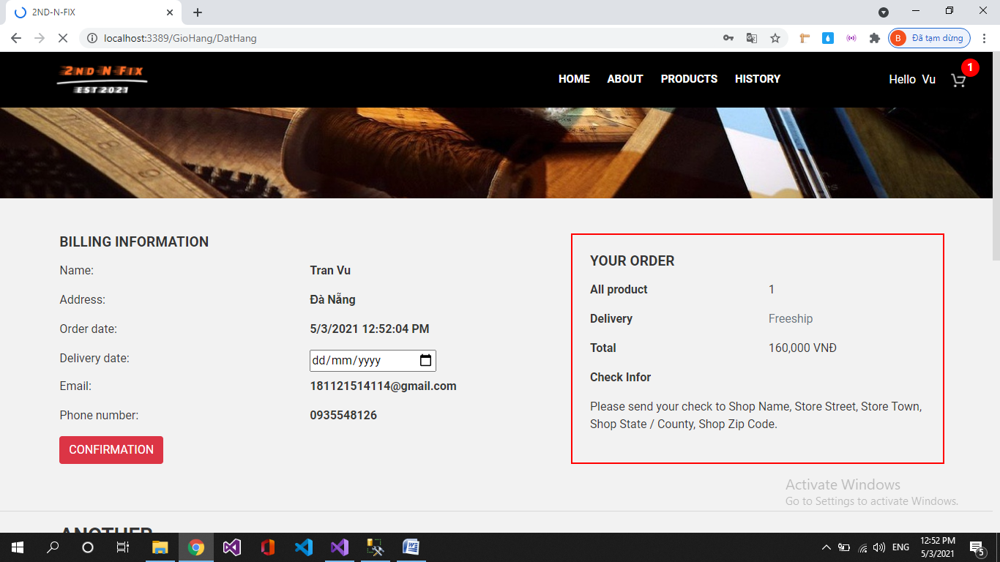 2ND-N-FIX
localhost:3389/GioHang/DatHang
B Đã tạm dừng
2ND N FIX
EST 2021
HOME ABOUT PRODUCTS HISTORY
Hello Vu
1
BILLING INFORMATION
Name: Tran Vu
Address: Đà Nẵng
Order date: 5/3/2021 12:52:04 PM
Delivery date: dd/mm/yyyy
Email: 181121514114@gmail.com
Phone number: 0935548126
CONFIRMATION
YOUR ORDER
All product 1
Delivery Freeship
Total 160,000 VNĐ
Check Infor
Please send your check to Shop Name, Store Street, Store Town,
Shop State / County, Shop Zip Code.
Activate Windows
Go to Settings to activate Windows.
ANOTHER
ENG
12:52 PM
5/3/2021
5